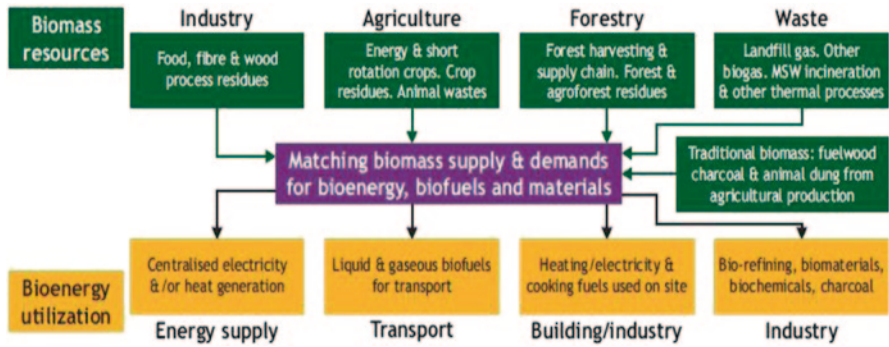 Biomass
resources
Industry
Agriculture
Forestry
Waste
Food, fibre & wood
process residues
Energy & short
rotation crops. Crop
residues. Animal wastes
Forest harvesting &
supply chain. Forest &
agroforest residues
Landfill gas. Other
biogas. MSW incineration
& other thermal processes
Matching biomass supply & demands
for bioenergy, biofuels and materials
Traditional biomass: fuelwood
charcoal & animal dung from
agricultural production
Bioenergy
utilization
Centralised electricity
&/or heat generation
Liquid & gaseous biofuels
for transport
Heating/electricity &
cooking fuels used on site
Bio-refining, biomaterials,
biochemicals, charcoal
Energy supply
Transport
Building/industry
Industry